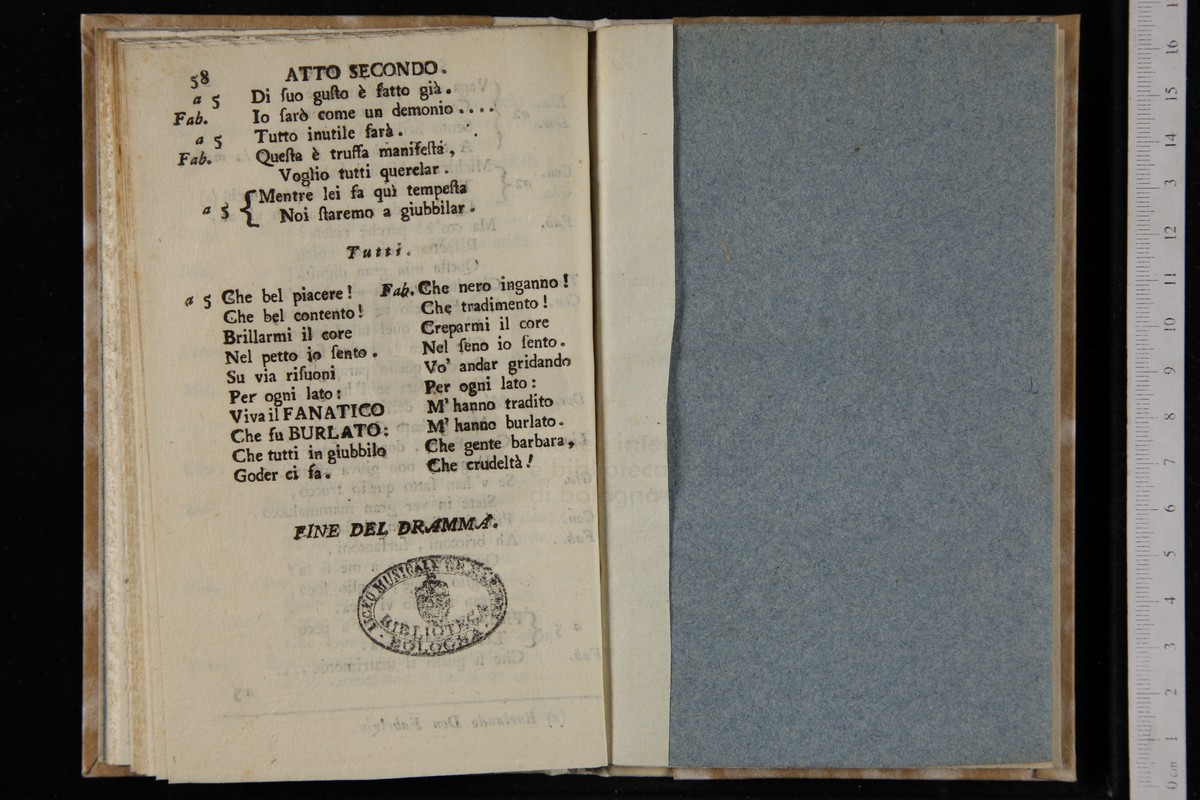 58 ATTO SECONDO.
a 5 Di ſuo guſto è fatto già.
Fab. Io ſarò come un demonio....
a 5 Tutto inutile ſarà.
Fab. Queſta è truffa manifeſta,
Voglio tutti querelar.
a 5 { Mentre lei fa quì tempeſta
Noi ſtaremo a giubbilar.
Tutti.
a 5 Che bel piacere!
Che bel contento!
Brillarmi il core
Nel petto io ſento.
Su via riſuoni
Per ogni lato:
Viva il FANATICO
Che fu BURLATO:
Che tutti in giubbilo
Goder ci fa.
Fab. Che nero inganno!
Che tradimento!
Creparmi il core
Nel ſeno io ſento.
Vo' andar gridando
Per ogni lato:
M' hanno tradito
M' hanno burlato.
Che gente barbara,
Che crudeltà!
FINE DEL DRAMMA.
LICEO MUSICALE
BIBLIOTECA
BOLOGNA